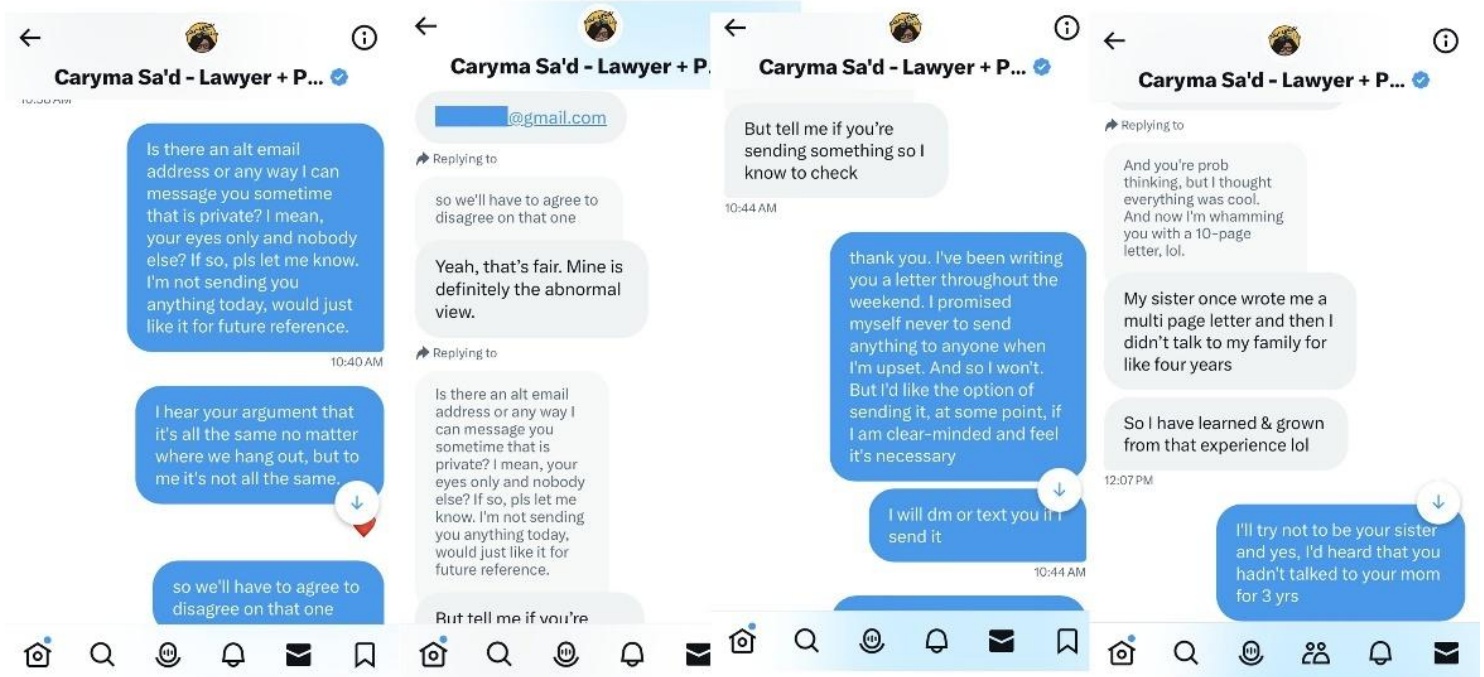 Caryma Sa'd - Lawyer + P...
10:38 AM
Is there an alt email
address or any way I can
message you sometime
that is private? I mean,
your eyes only and nobody
else? If so, pls let me know.
I'm not sending you
anything today, would just
like it for future reference.
10:40 AM
I hear your argument that
it's all the same no matter
where we hang out, but to
me it's not all the same.
so we'll have to agree to
disagree on that one
Caryma Sa'd - Lawyer + P.
@gmail.com
Replying to
so we'll have to agree to
disagree on that one
Yeah, that's fair. Mine is
definitely the abnormal
view.
Replying to
Is there an alt email
address or any way I
can message you
sometime that is
private? I mean, your
eyes only and nobody
else? If so, pls let me
know. I'm not sending
you anything today,
would just like it for
future reference.
But tell me if you're
Caryma Sa'd - Lawyer + P...
But tell me if you're
sending something so I
know to check
10:44 AM
thank you. I've been writing
you a letter throughout the
weekend. I promised
myself never to send
anything to anyone when
I'm upset. And so I won't.
But I'd like the option of
sending it, at some point, if
I am clear-minded and feel
it's necessary
I will dm or text you if I
send it
10:44 AM
Caryma Sa'd - Lawyer + P...
Replying to
And you're prob
thinking, but I thought
everything was cool.
And now I'm whamming
you with a 10-page
letter, lol.
My sister once wrote me a
multi page letter and then I
didn't talk to my family for
like four years
So I have learned & grown
from that experience lol
12:07 PM
I'll try not to be your sister
and yes, I'd heard that you
hadn't talked to your mom
for 3 yrs